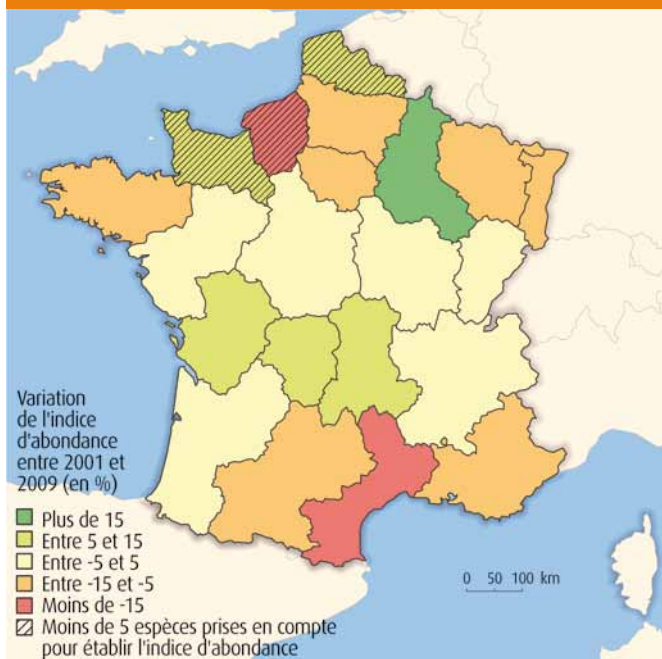 Variation
de l'indice
d'abondance
entre 2001 et
2009 (en %)
Plus de 15
Entre 5 et 15
Entre -5 et 5
Entre -15 et -5
Moins de -15
Moins de 5 espèces prises en compte
pour établir l'indice d'abondance
0 50 100 km